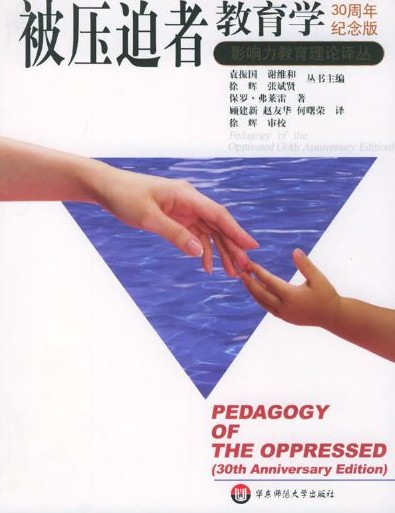 被压迫者 教育学 30周年
纪念版
影响力教育理论译丛
袁振国 谢维和 丛书主编
徐 辉 张斌贤
保罗·弗莱雷 著
顾建新 赵友华 何曙荣 译
徐 辉 审校
Pedagogy of the
Oppressed (30th Anniversary Edition)
PEDAGOGY
OF
THE OPPRESSED
(30th Anniversary Edition)
华东师范大学出版社